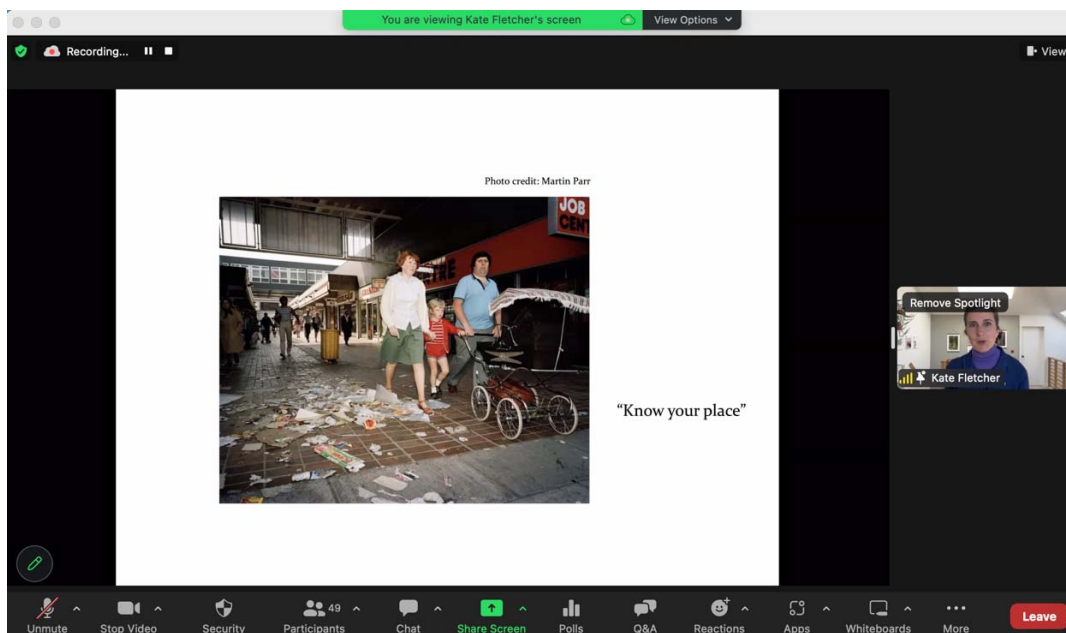 You are viewing Kate Fletcher's screen
View Options
Recording...
View
Photo credit: Martin Parr
JOB
CENT
TRE
"Know your place"
Remove Spotlight
Kate Fletcher
Unmute
Stop Video
Security
49
Participants
Chat
Share Screen
Polls
Q&A
Reactions
Apps
Whiteboards
More
Leave